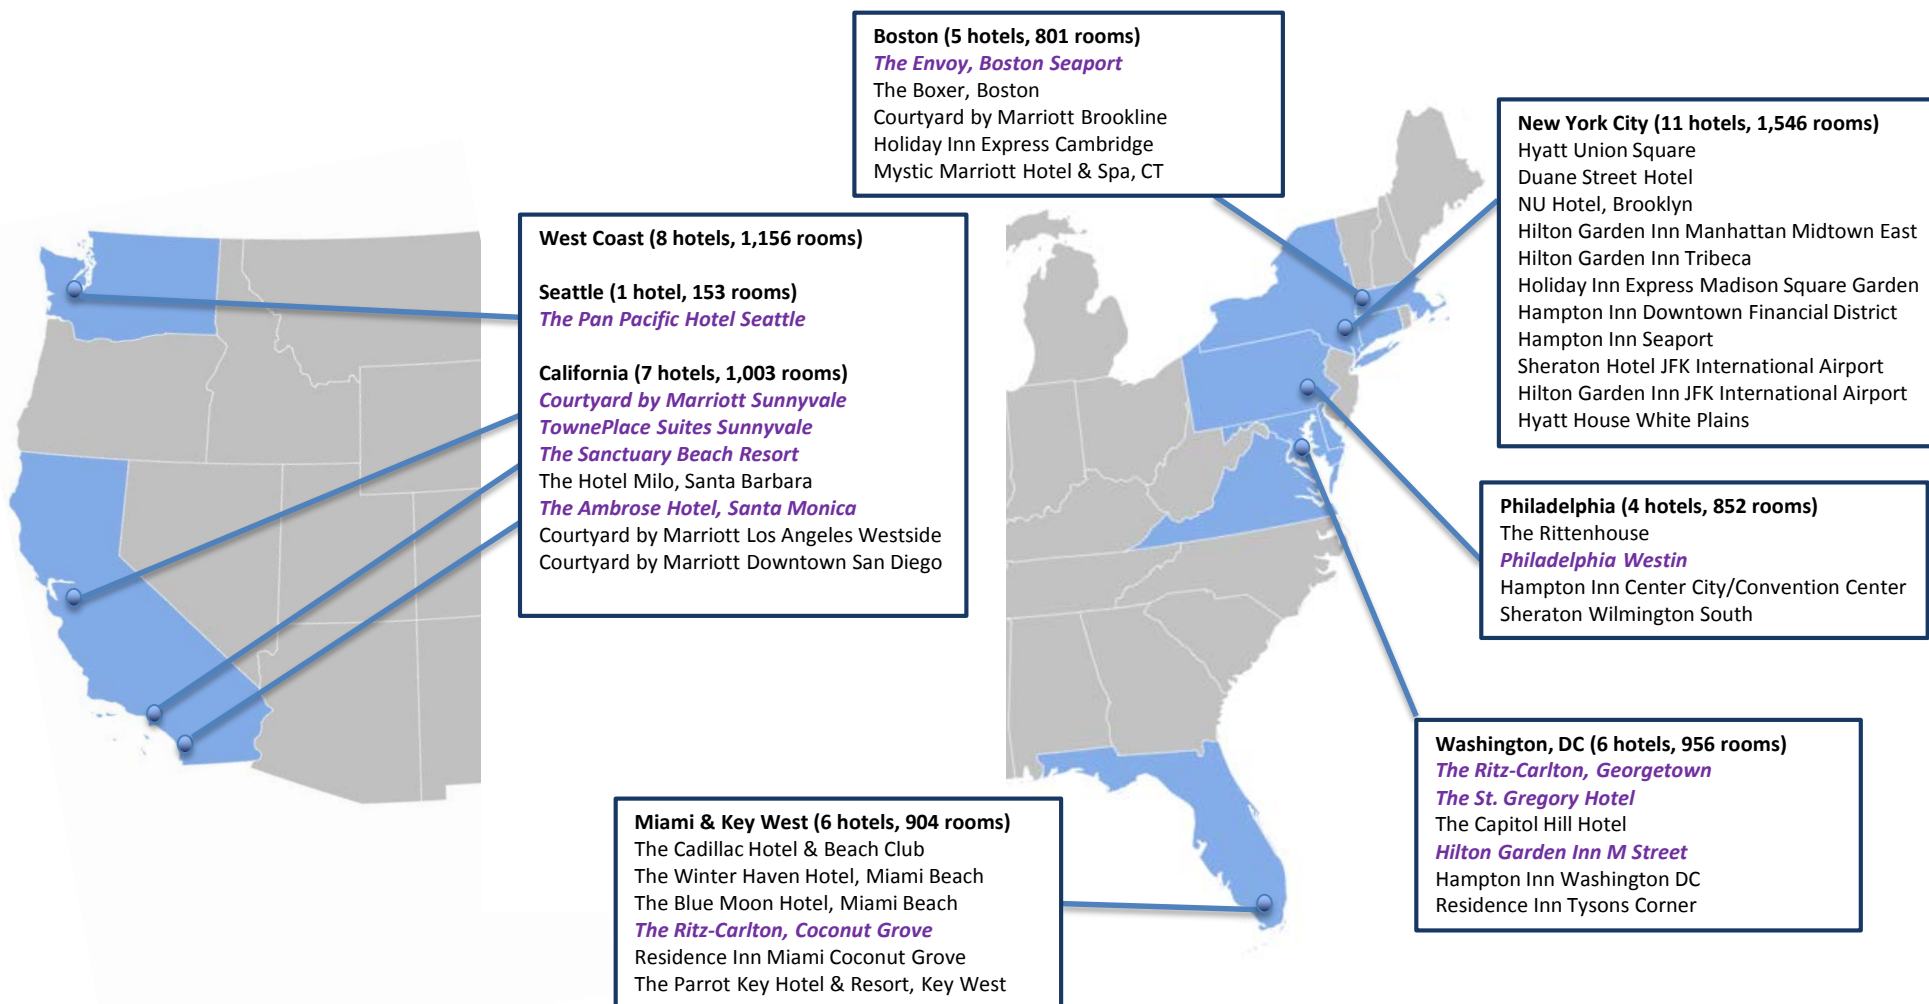 Boston (5 hotels, 801 rooms)
The Envoy, Boston Seaport
The Boxer, Boston
Courtyard by Marriott Brookline
Holiday Inn Express Cambridge
Mystic Marriott Hotel & Spa, CT
New York City (11 hotels, 1,546 rooms)
Hyatt Union Square
Duane Street Hotel
NU Hotel, Brooklyn
Hilton Garden Inn Manhattan Midtown East
Hilton Garden Inn Tribeca
Holiday Inn Express Madison Square Garden
Hampton Inn Downtown Financial District
Hampton Inn Seaport
Sheraton Hotel JFK International Airport
Hilton Garden Inn JFK International Airport
Hyatt House White Plains
West Coast (8 hotels, 1,156 rooms)
Seattle (1 hotel, 153 rooms)
The Pan Pacific Hotel Seattle
California (7 hotels, 1,003 rooms)
Courtyard by Marriott Sunnyvale
TownePlace Suites Sunnyvale
The Sanctuary Beach Resort
The Hotel Milo, Santa Barbara
The Ambrose Hotel, Santa Monica
Courtyard by Marriott Los Angeles Westside
Courtyard by Marriott Downtown San Diego
Philadelphia (4 hotels, 852 rooms)
The Rittenhouse
Philadelphia Westin
Hampton Inn Center City/Convention Center
Sheraton Wilmington South
Washington, DC (6 hotels, 956 rooms)
The Ritz-Carlton, Georgetown
The St. Gregory Hotel
The Capitol Hill Hotel
Hilton Garden Inn M Street
Hampton Inn Washington DC
Residence Inn Tysons Corner
Miami & Key West (6 hotels, 904 rooms)
The Cadillac Hotel & Beach Club
The Winter Haven Hotel, Miami Beach
The Blue Moon Hotel, Miami Beach
The Ritz-Carlton, Coconut Grove
Residence Inn Miami Coconut Grove
The Parrot Key Hotel & Resort, Key West